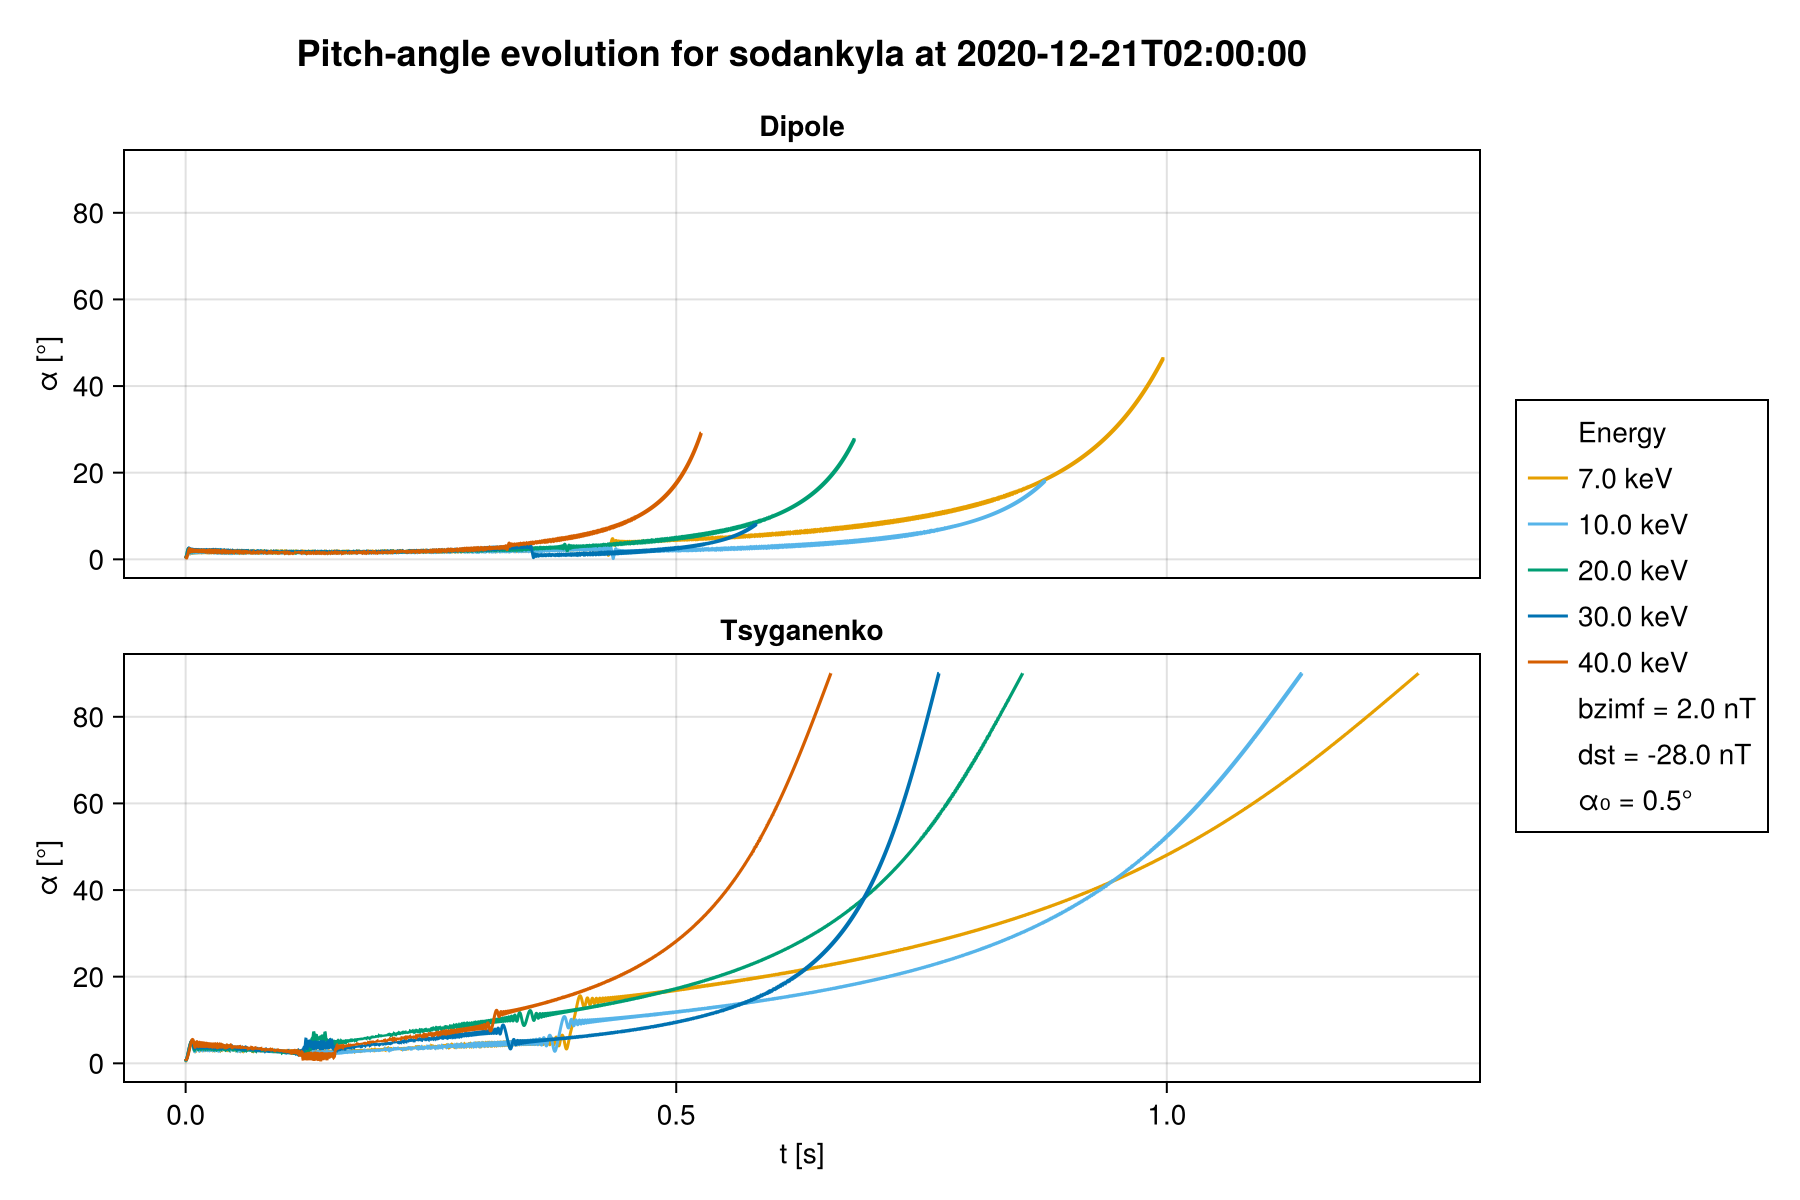 Pitch-angle evolution for sodankyla at 2020-12-21T02:00:00
Dipole
80
60
40
20
0
α [°]
Tsyganenko
80
60
40
20
0
α [°]
0.0 0.5 1.0
t [s]
Energy
7.0 keV
10.0 keV
20.0 keV
30.0 keV
40.0 keV
bzimf = 2.0 nT
dst = -28.0 nT
α₀ = 0.5°